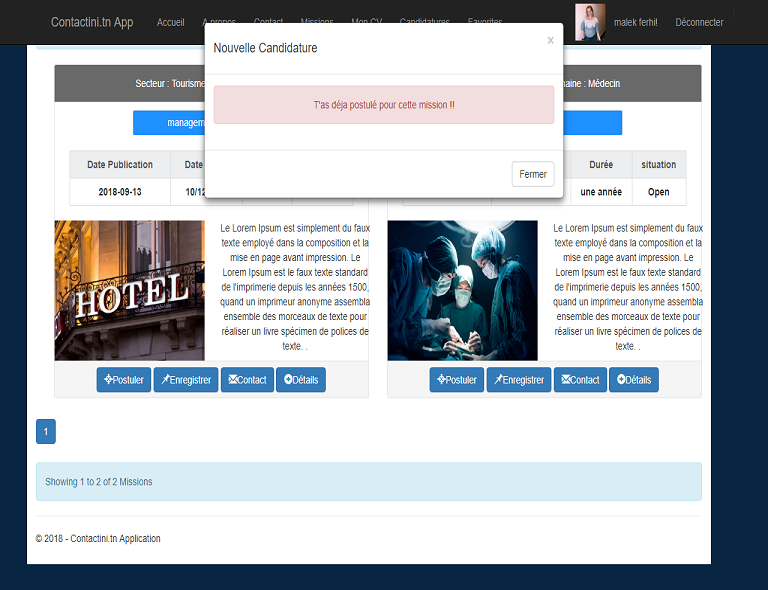 Contactini.tn App Accueil A propos Contact Missions Mon CV Candidatures Favorites malek ferhi! Déconnecter
Nouvelle Candidature ×
T'as déja postulé pour cette mission !!
Fermer
Secteur : Tourisme
Médecin
managem
Date Publication Date
2018-09-13 10/12
Durée situation
une année Open
HOTEL
Le Lorem Ipsum est simplement du faux
texte employé dans la composition et la
mise en page avant impression. Le
Lorem Ipsum est le faux texte standard
de l'imprimerie depuis les années 1500,
quand un imprimeur anonyme assembla
ensemble des morceaux de texte pour
réaliser un livre spécimen de polices de
texte. .
Postuler Enregistrer Contact Détails
Le Lorem Ipsum est simplement du faux
texte employé dans la composition et la
mise en page avant impression. Le
Lorem Ipsum est le faux texte standard
de l'imprimerie depuis les années 1500,
quand un imprimeur anonyme assembla
ensemble des morceaux de texte pour
réaliser un livre spécimen de polices de
texte. .
Postuler Enregistrer Contact Détails
1
Showing 1 to 2 of 2 Missions
© 2018 - Contactini.tn Application